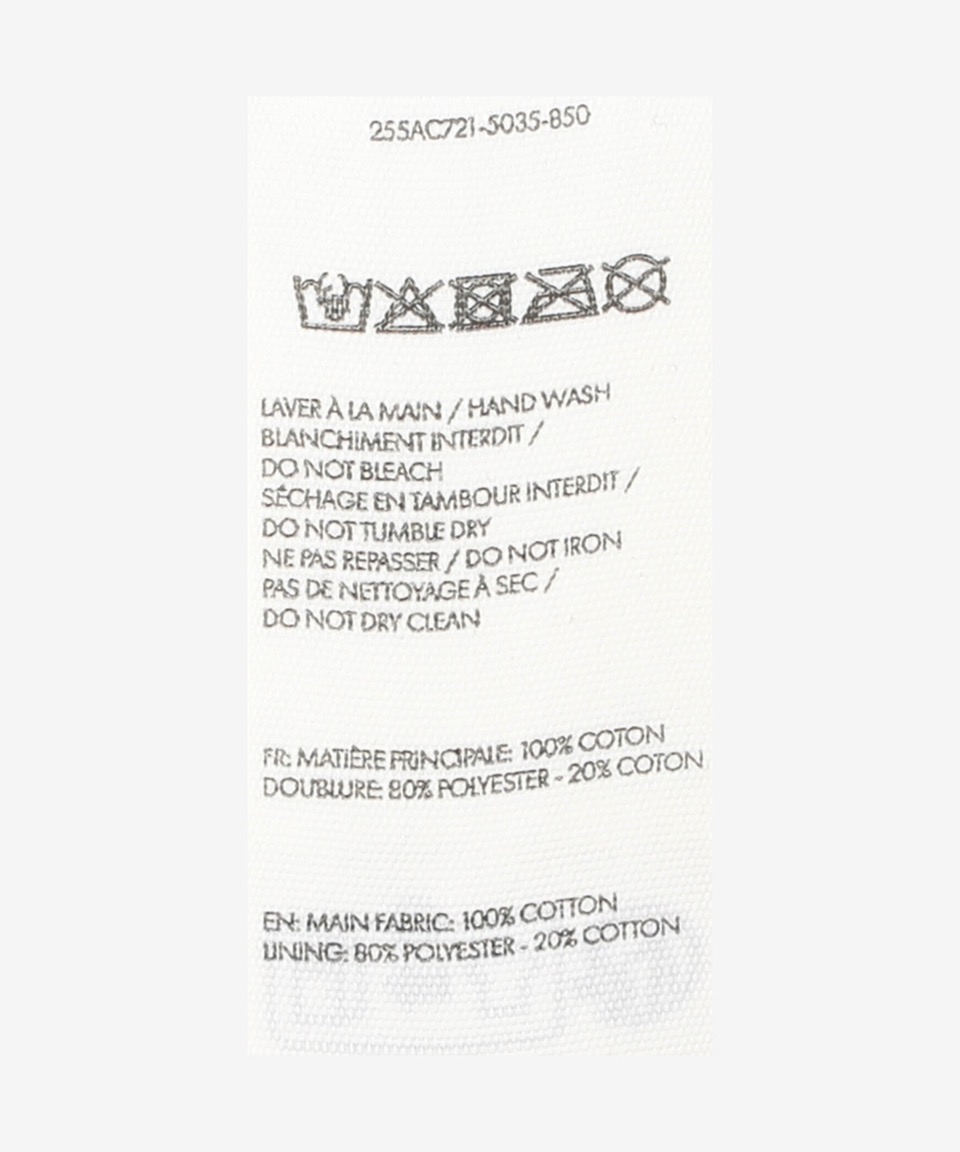 255AC721-5035-850
LAVER À LA MAIN / HAND WASH
BLANCHIMENT INTERDIT /
DO NOT BLEACH
SÉCHAGE EN TAMBOUR INTERDIT /
DO NOT TUMBLE DRY
NE PAS REPASSER / DO NOT IRON
PAS DE NETTOYAGE À SEC /
DO NOT DRY CLEAN
FR: MATIÈRE PRINCIPALE: 100% COTON
DOUBLURE: 80% POLYESTER - 20% COTON
EN: MAIN FABRIC: 100% COTTON
LINING: 80% POLYESTER - 20% COTTON